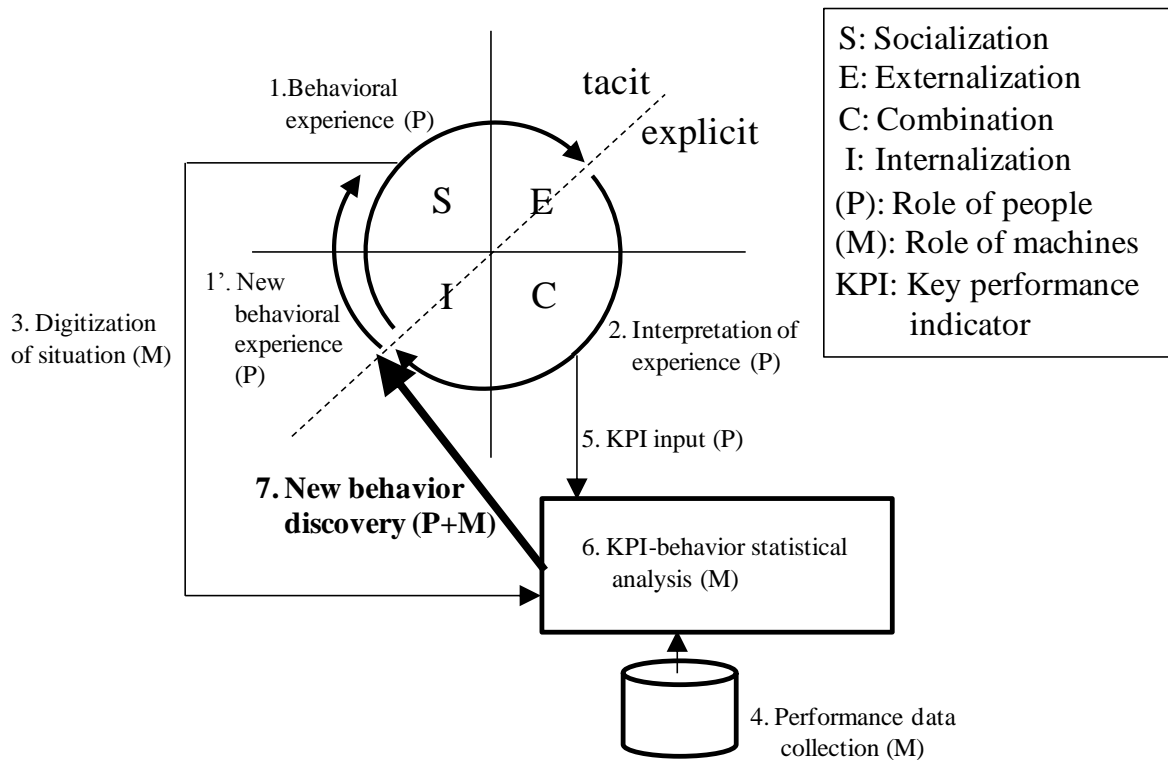 1.Behavioral
experience (P)
tacit
explicit
S
E
I
C
1’. New
behavioral
experience
(P)
2. Interpretation of
experience (P)
3. Digitization
of situation (M)
5. KPI input (P)
7. New behavior
discovery (P+M)
6. KPI-behavior statistical
analysis (M)
4. Performance data
collection (M)
S: Socialization
E: Externalization
C: Combination
I: Internalization
(P): Role of people
(M): Role of machines
KPI: Key performance
indicator